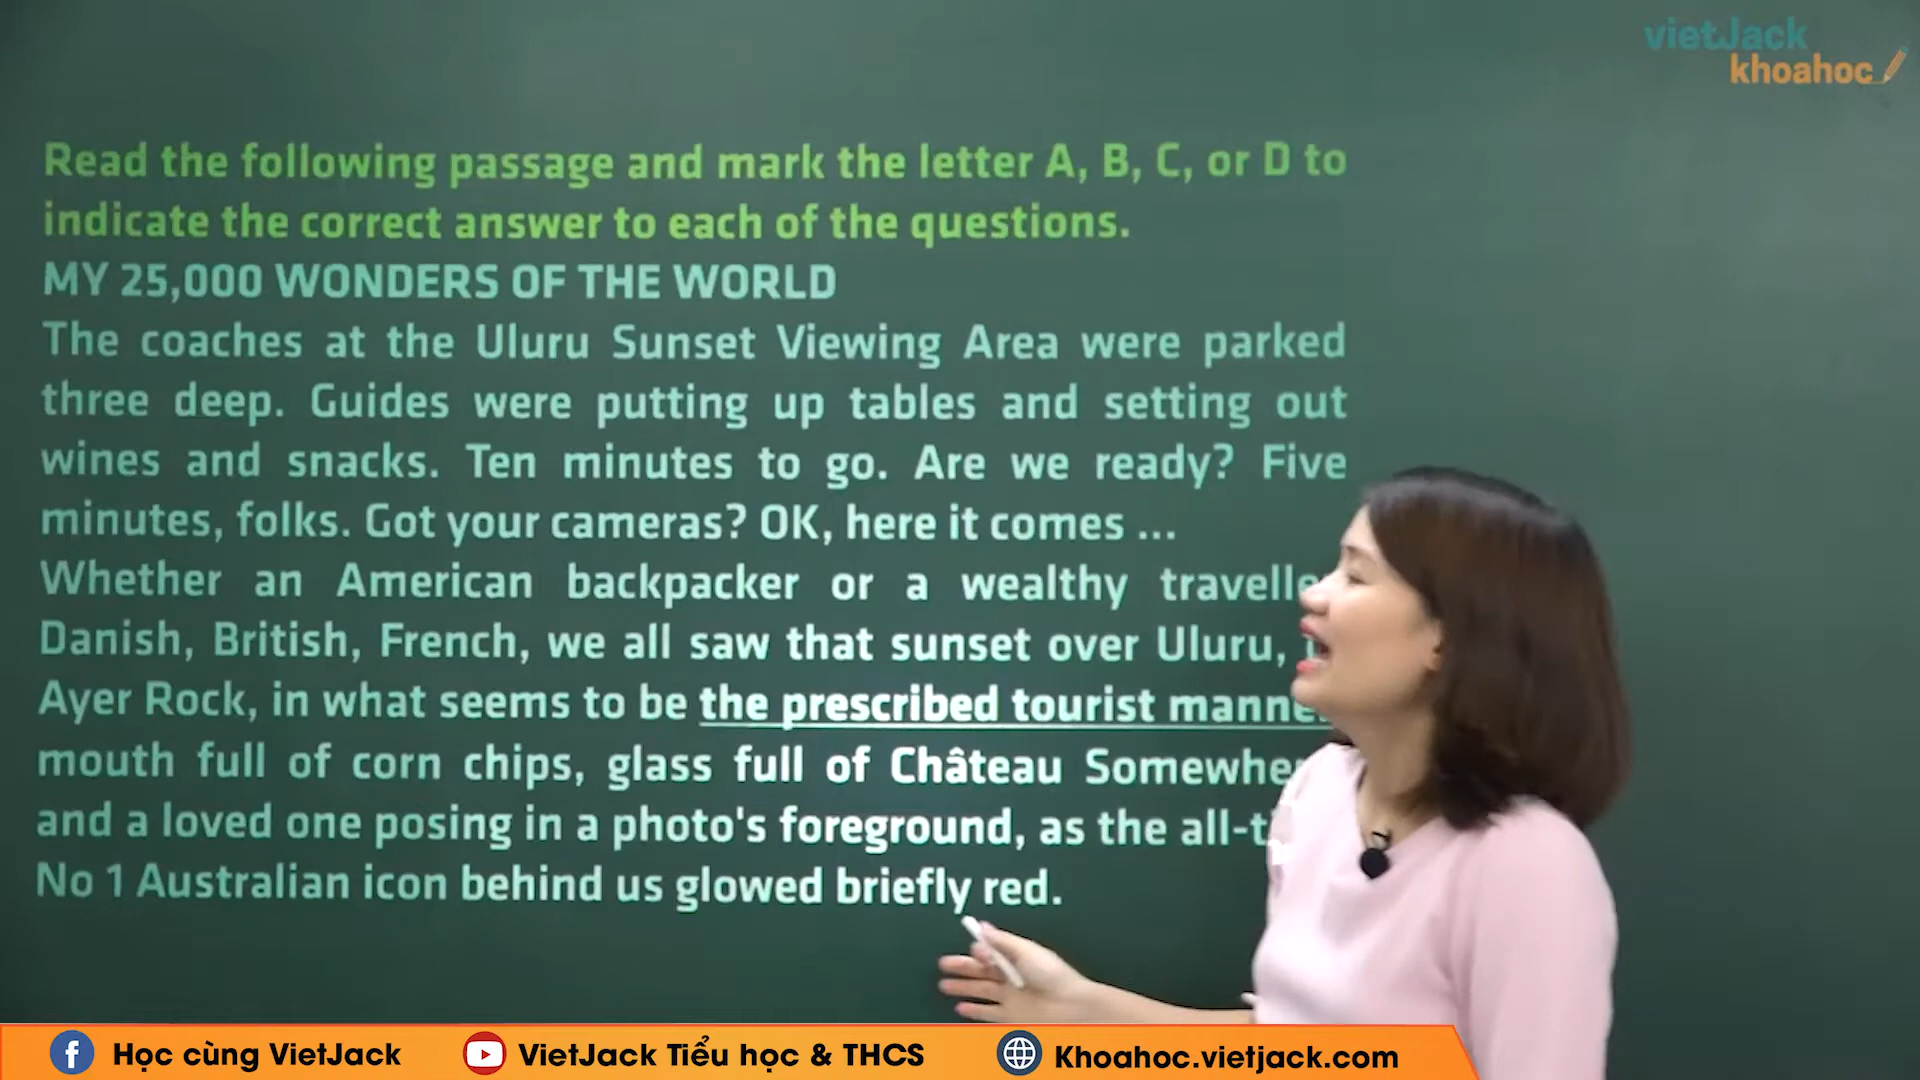 vietJack
khoahoc
Read the following passage and mark the letter A, B, C, or D to
indicate the correct answer to each of the questions.
MY 25,000 WONDERS OF THE WORLD
The coaches at the Uluru Sunset Viewing Area were parked
three deep. Guides were putting up tables and setting out
wines and snacks. Ten minutes to go. Are we ready? Five
minutes, folks. Got your cameras? OK, here it comes ...
Whether an American backpacker or a wealthy
Danish, British, French, we all saw that sunset over Uluru,
Ayer Rock, in what seems to be the prescribed tourist
mouth full of corn chips, glass full of Château
and a loved one posing in a photo's foreground, as the
No 1 Australian icon behind us glowed briefly red.
Học cùng VietJack
VietJack Tiểu học & THCS
Khoahoc.vietjack.com